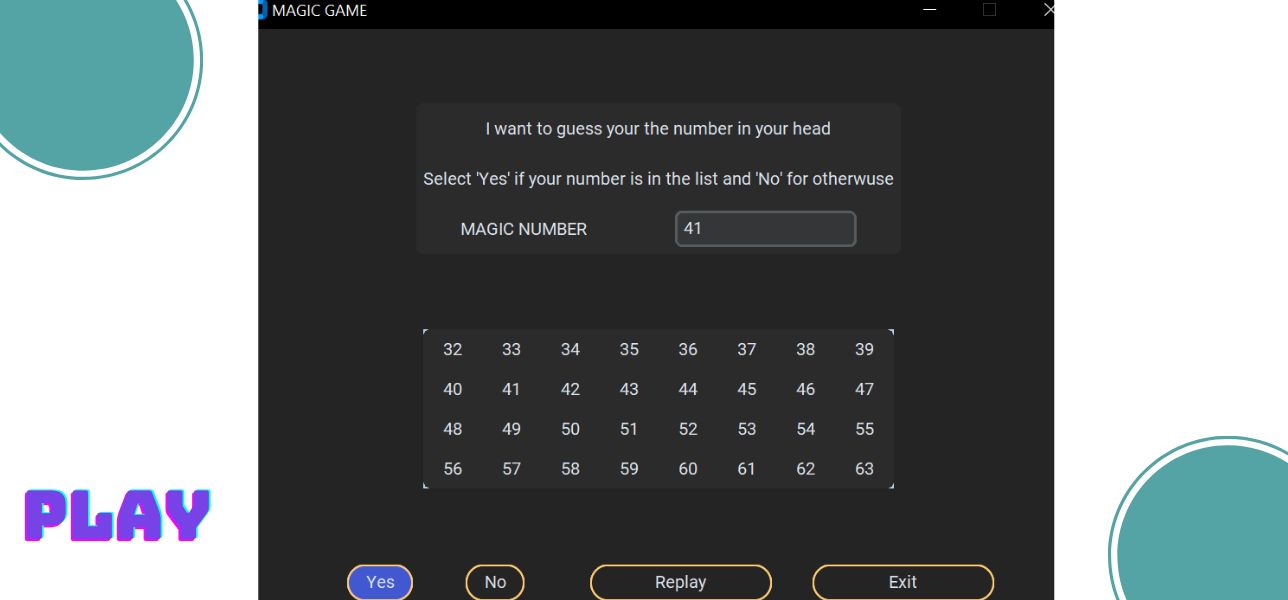 MAGIC GAME
I want to guess your the number in your head
Select 'Yes' if your number is in the list and 'No' for otherwuse
MAGIC NUMBER 41
32 33 34 35 36 37 38 39
40 41 42 43 44 45 46 47
48 49 50 51 52 53 54 55
56 57 58 59 60 61 62 63
PLAY
Yes No Replay Exit